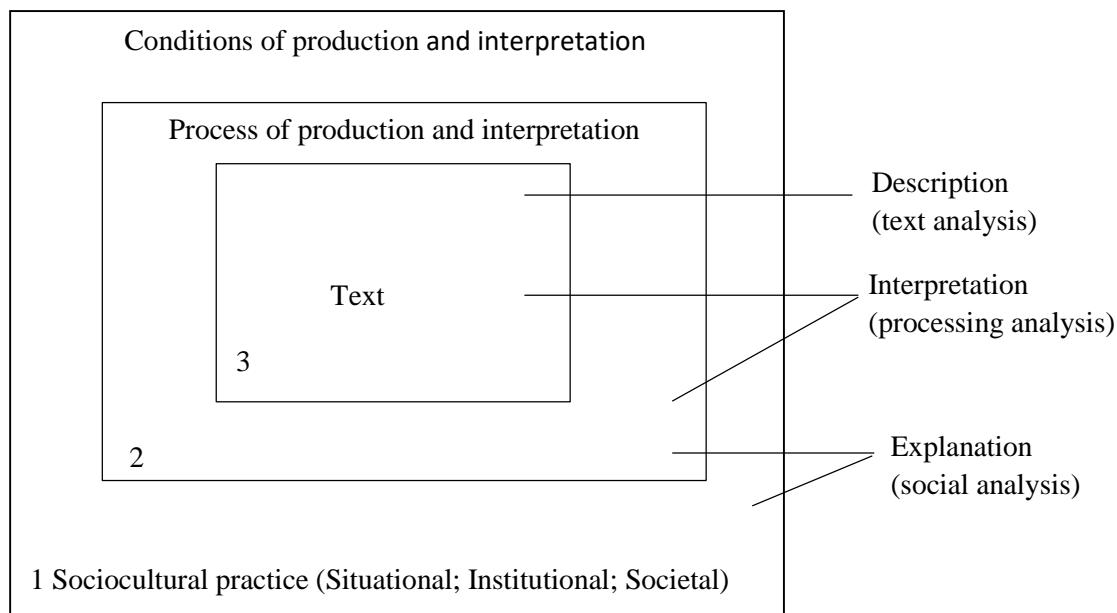 Conditions of production and interpretation
Process of production and interpretation
Description
(text analysis)
Text
Interpretation
(processing analysis)
3
2
Explanation
(social analysis)
1 Sociocultural practice (Situational; Institutional; Societal)